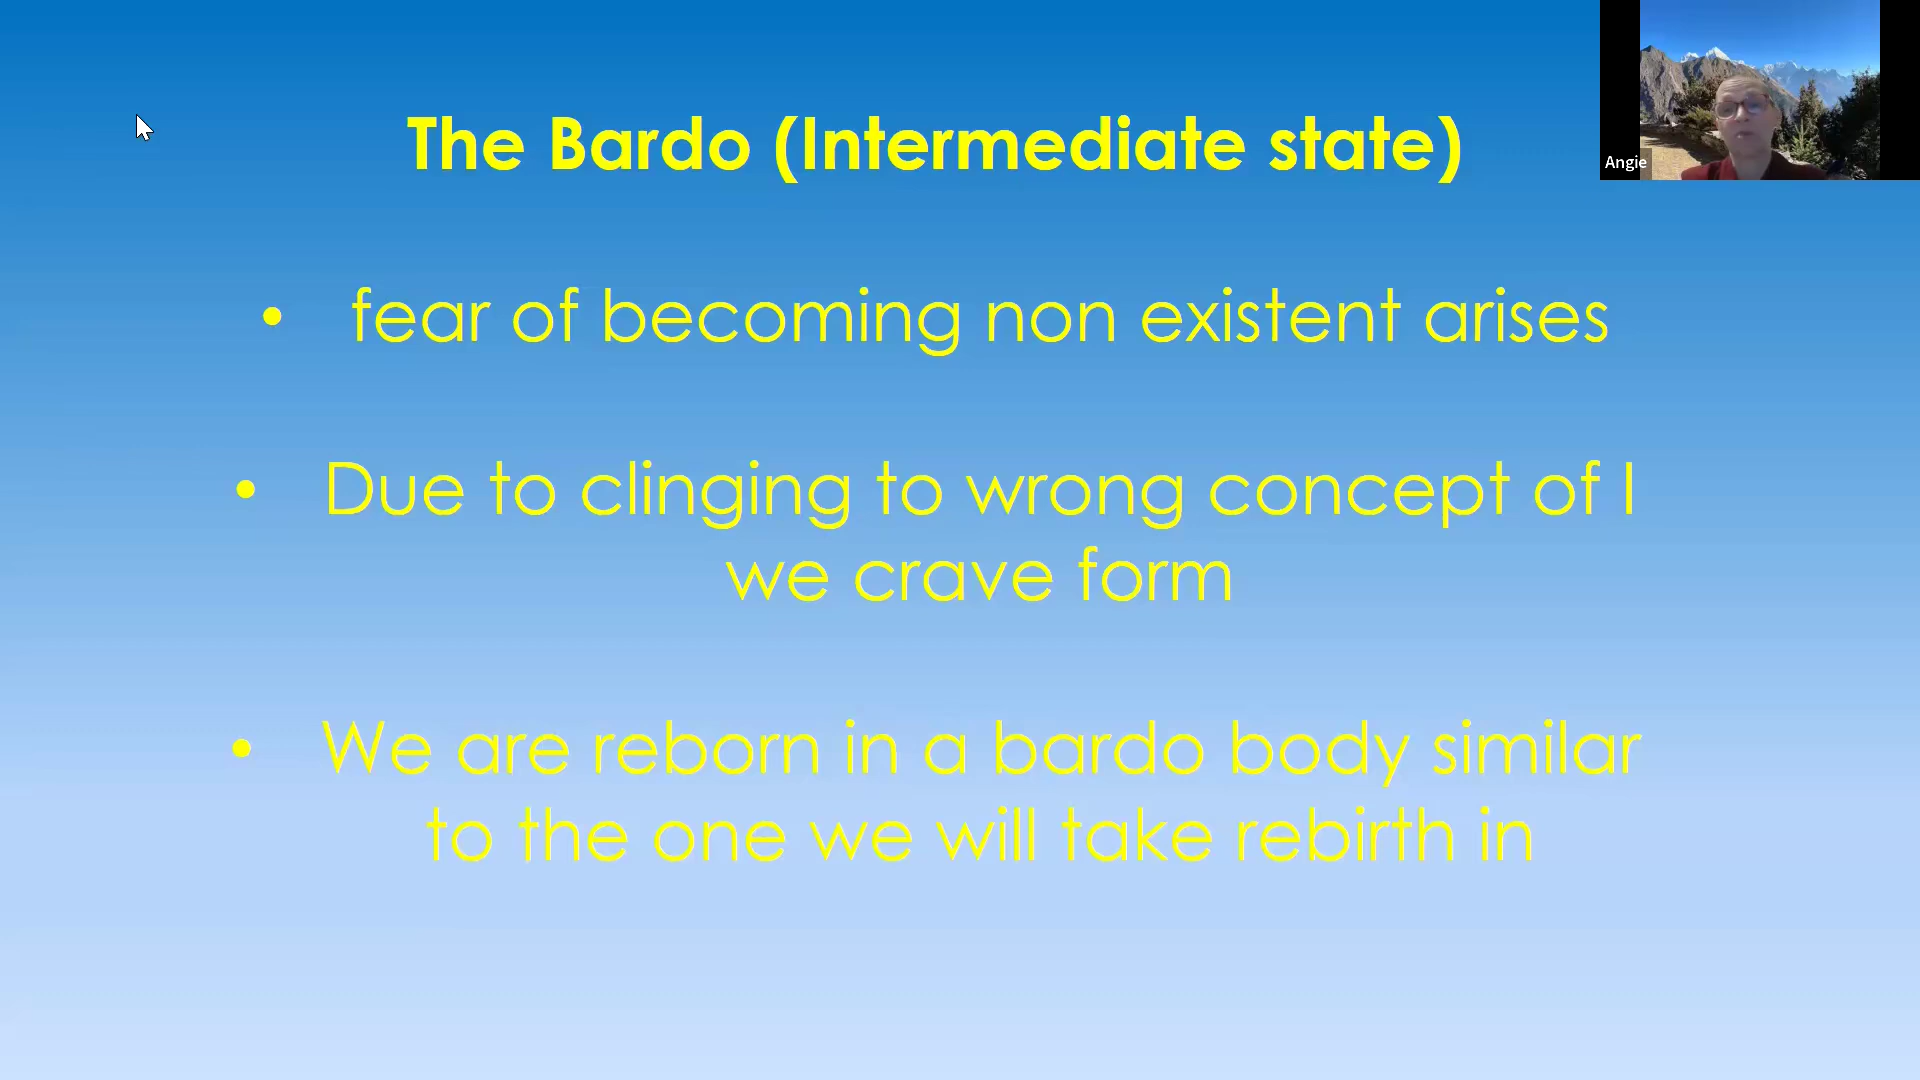 The Bardo (Intermediate state)
Angie
• fear of becoming non existent arises
• Due to clinging to wrong concept of I
we crave form
• We are reborn in a bardo body similar
to the one we will take rebirth in